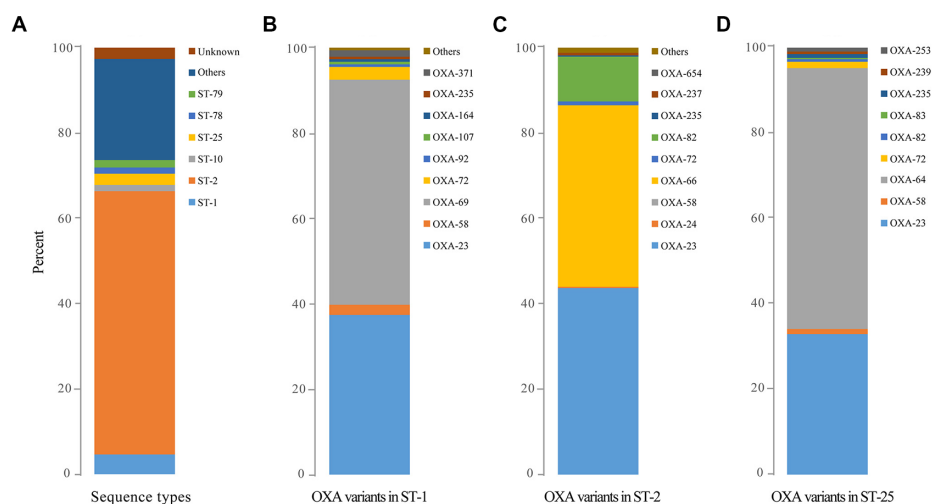 A
B
C
D
Percent
100
80
60
40
20
0
Unknown
Others
ST-79
ST-78
ST-25
ST-10
ST-2
ST-1
Sequence types
100
80
60
40
20
0
Others
OXA-371
OXA-235
OXA-164
OXA-107
OXA-92
OXA-72
OXA-69
OXA-58
OXA-23
OXA variants in ST-1
100
80
60
40
20
0
Others
OXA-654
OXA-237
OXA-235
OXA-82
OXA-72
OXA-66
OXA-58
OXA-24
OXA-23
OXA variants in ST-2
100
80
60
40
20
0
OXA-253
OXA-239
OXA-235
OXA-83
OXA-82
OXA-72
OXA-64
OXA-58
OXA-23
OXA variants in ST-25